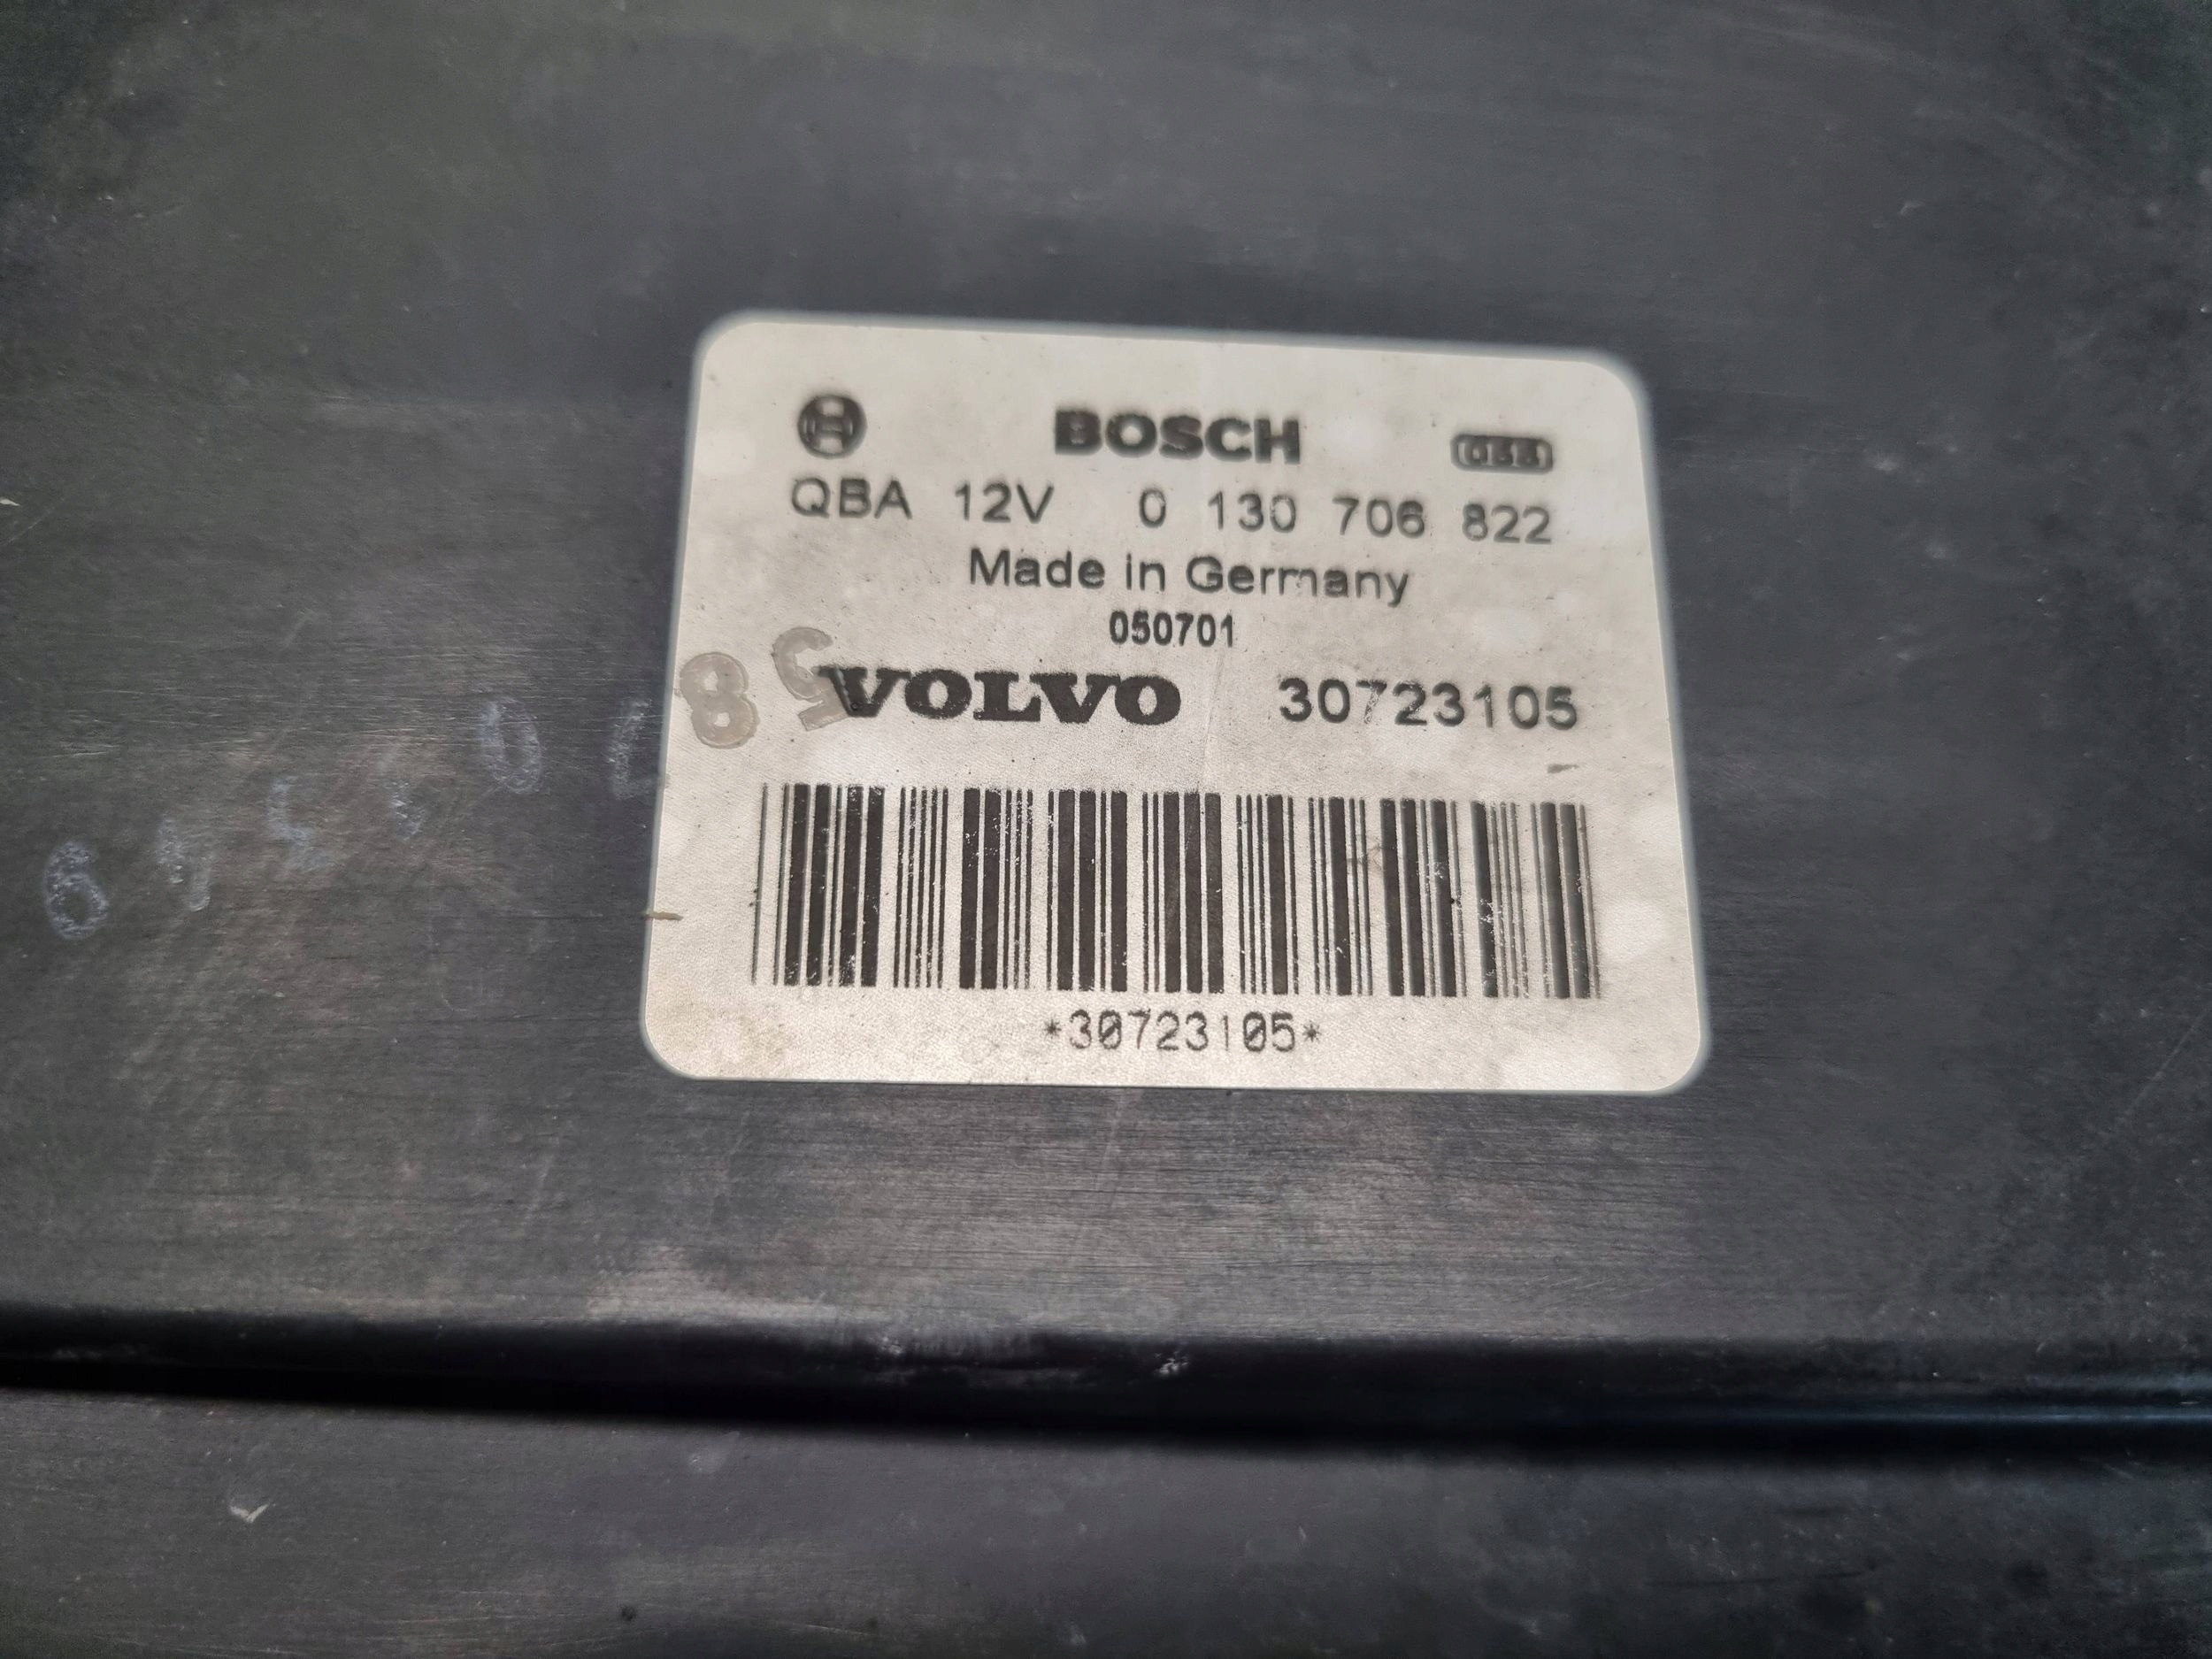 BOSCH
QBA 12V 0 130 706 822
Made in Germany
050701
VOLVO 30723105
*30723105*